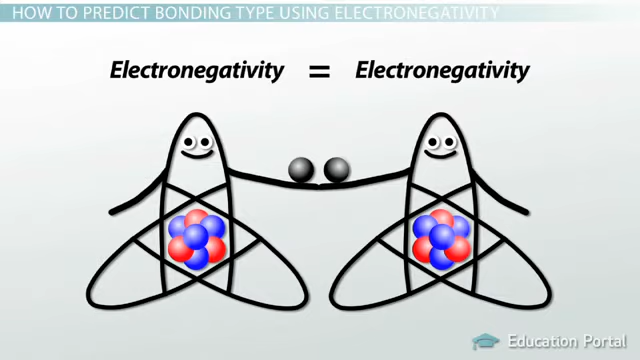 HOW TO PREDICT BONDING TYPE USING ELECTRONEGATIVITY
Electronegativity = Electronegativity
Education Portal